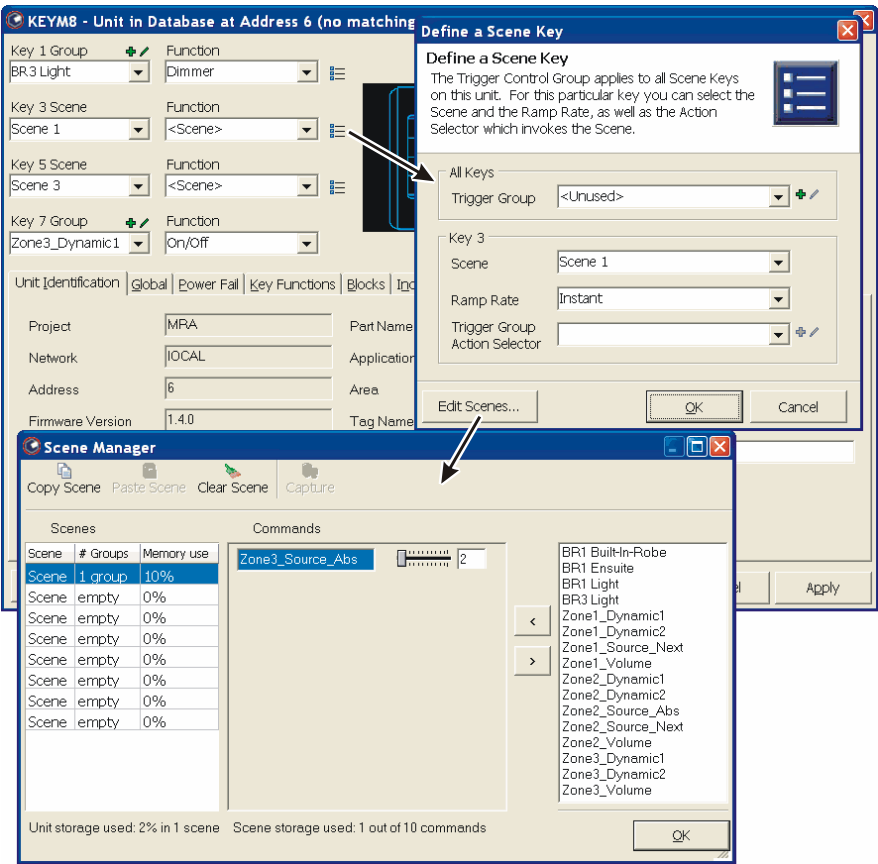 KEYM8 - Unit in Database at Address 6 (no matching
Key 1 Group Function
BR3 Light Dimmer
Key 3 Scene Function
Scene 1 <Scene>
Key 5 Scene Function
Scene 3 <Scene>
Key 7 Group Function
Zone3_Dynamic1 On/Off
Unit Identification Global Power Fail Key Functions Blocks
Project MRA Part Name
Network IOCAL Application
Address 6 Area
Firmware Version 1.4.0 Tag Name
Apply
Define a Scene Key
Define a Scene Key
The Trigger Control Group applies to all Scene Keys
on this unit. For this particular key you can select the
Scene and the Ramp Rate, as well as the Action
Selector which invokes the Scene.
All Keys
Trigger Group <Unused>
Key 3
Scene Scene 1
Ramp Rate Instant
Trigger Group
Action Selector
Edit Scenes... OK Cancel
Scene Manager
Copy Scene Paste Scene Clear Scene Capture
Scenes Commands
Scene # Groups Memory use
Scene 1 group 10%
Scene empty 0%
Scene empty 0%
Scene empty 0%
Scene empty 0%
Scene empty 0%
Scene empty 0%
Scene empty 0%
Zone3_Source_Abs 2
<
>
BR1 Built-In-Robe
BR1 Ensuite
BR1 Light
BR3 Light
Zone1_Dynamic1
Zone1_Dynamic2
Zone1_Source_Next
Zone1_Volume
Zone2_Dynamic1
Zone2_Dynamic2
Zone2_Source_Abs
Zone2_Source_Next
Zone2_Volume
Zone3_Dynamic1
Zone3_Dynamic2
Zone3_Volume
Unit storage used: 2% in 1 scene Scene storage used: 1 out of 10 commands
OK